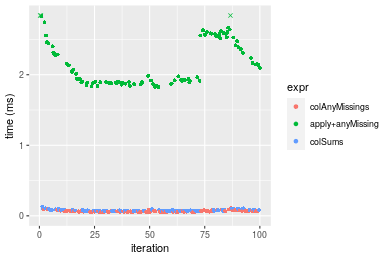 time (ms)
2
1
0
0
25
50
75
100
iteration
expr
colAnyMissings
apply+anyMissing
colSums